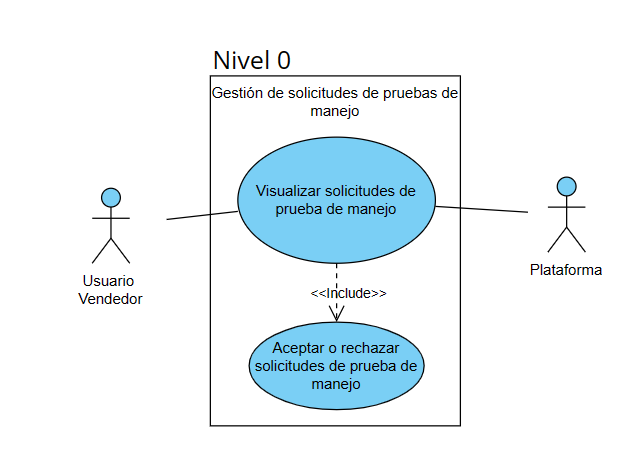 Nivel 0
Gestión de solicitudes de pruebas de
manejo
Visualizar solicitudes de
prueba de manejo
Usuario
Vendedor
Plataforma
<<Include>>
Aceptar o rechazar
solicitudes de prueba de
manejo